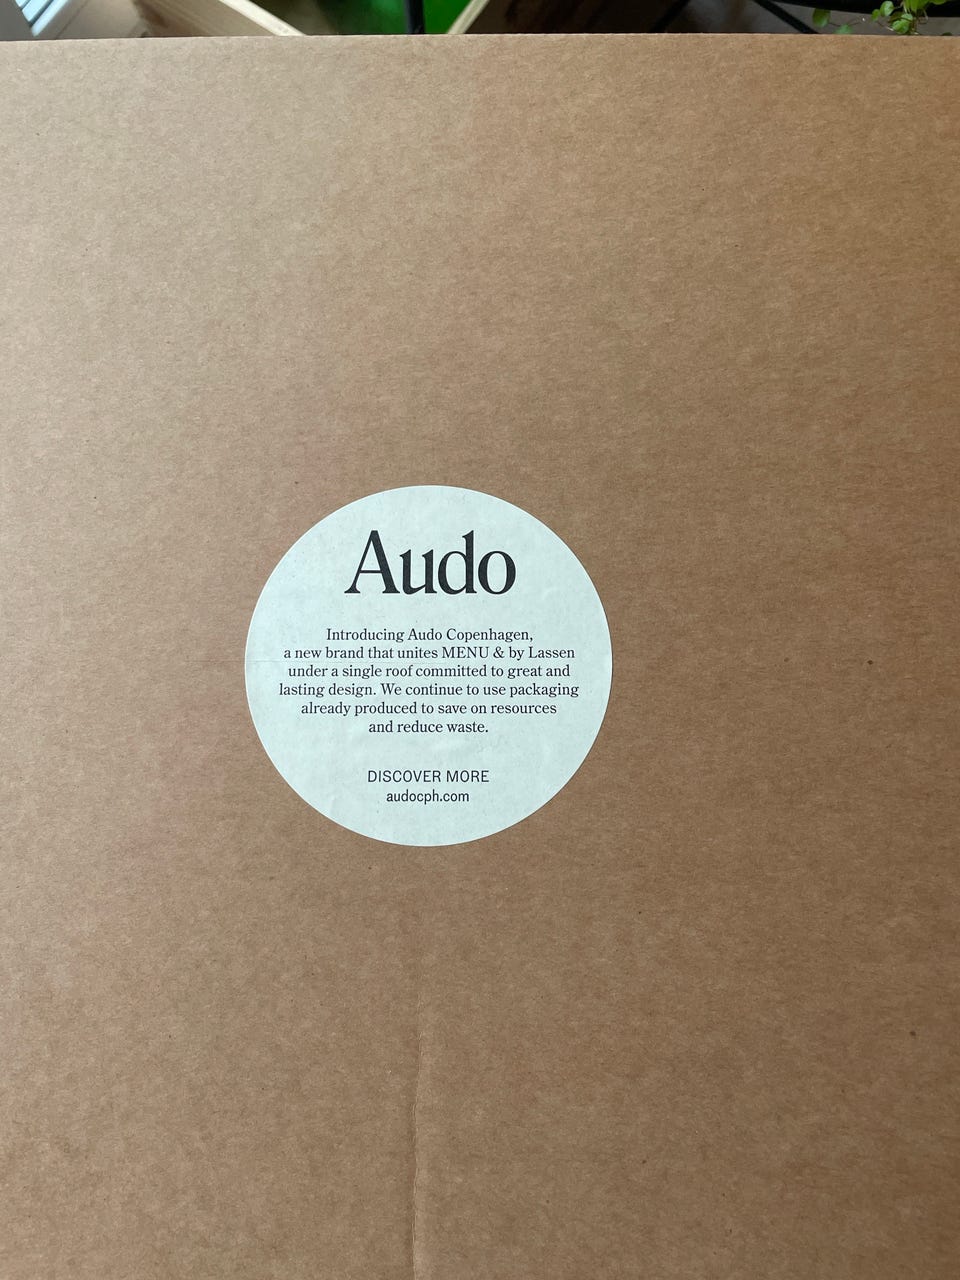 Audo
Introducing Audo Copenhagen,
a new brand that unites MENU & by Lassen
under a single roof committed to great and
lasting design. We continue to use packaging
already produced to save on resources
and reduce waste.
DISCOVER MORE
audocph.com